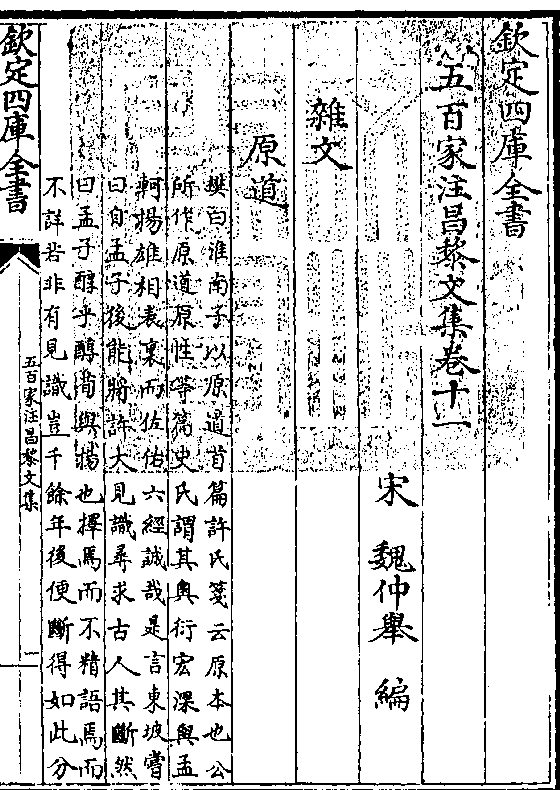 欽定四庫全書
五百家注昌黎文集卷十一
宋　魏仲舉　編
雜文
原道
樊曰淮南子以原道首篇許氏箋云原本也公
所作原道原性等篇史氏謂其奥衍宏深與孟
軻揚雄相表裏而佐佑六經誠哉是言東坡嘗
曰自孟子後能將許大見識尋求古人其斷然
曰孟子醇乎醇荀與揚也擇焉而不精語焉而
不詳若非有見識豈千餘年後便斷得如此分
欽定四庫全書
五百家注昌黎文集
一